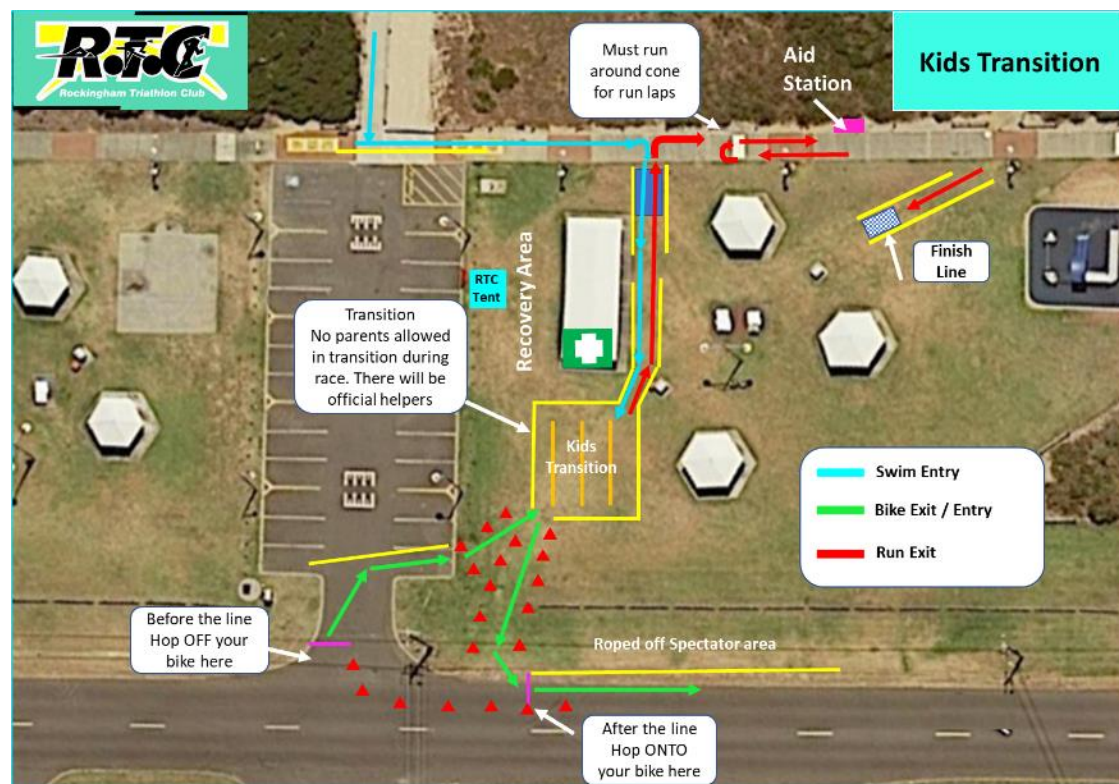 R.T.C
Rockingham Triathlon Club
Must run
around cone
for run laps
Aid
Station
Kids Transition
Finish
Line
RTC
Tent
Recovery Area
Transition
No parents allowed
in transition during
race. There will be
official helpers
Kids
Transition
Swim Entry
Bike Exit / Entry
Run Exit
Before the line
Hop OFF your
bike here
Roped off Spectator area
After the line
Hop ONTO
your bike here